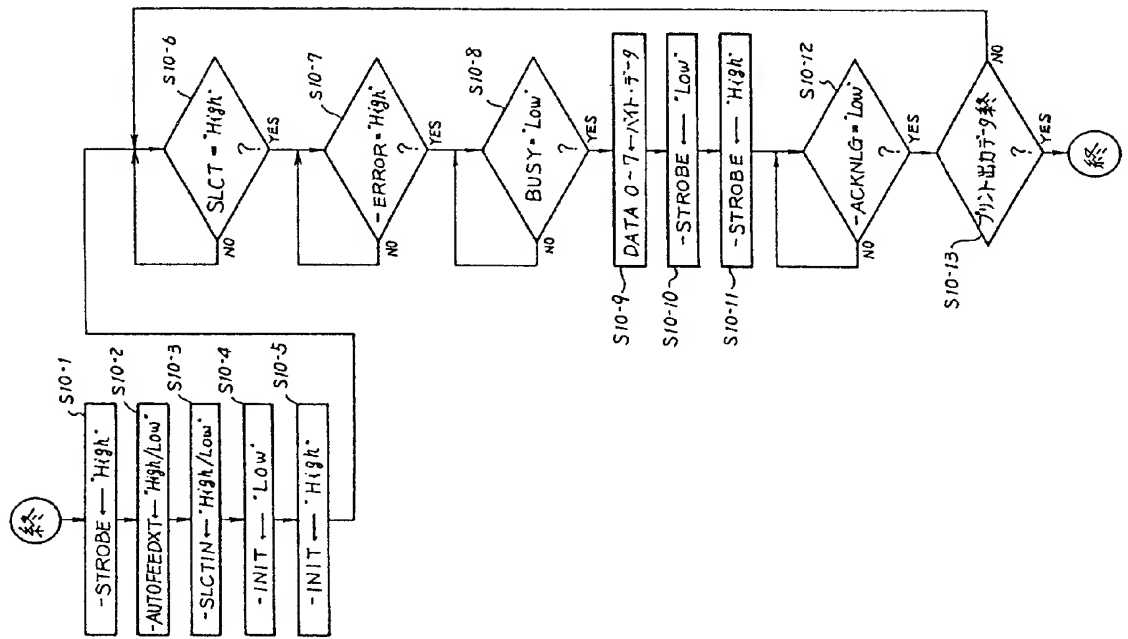 終
S10-1
-STROBE ← "High"
S10-2
-AUTOFEEDXT ← "High/Low"
S10-3
-SLCTIN ← "High/Low"
S10-4
-INIT ← "Low"
S10-5
-INIT ← "High"
S10-6
SLCT = "High"
?
NO
YES
S10-7
-ERROR = "High"
?
NO
YES
S10-8
BUSY = "Low"
?
NO
YES
S10-9
DATA 0~7 ← バイト・データ
S10-10
-STROBE ← "Low"
S10-11
-STROBE ← "High"
S10-12
-ACKNLG = "Low"
?
NO
YES
S10-13
プリント出力データ終
?
NO
YES
終